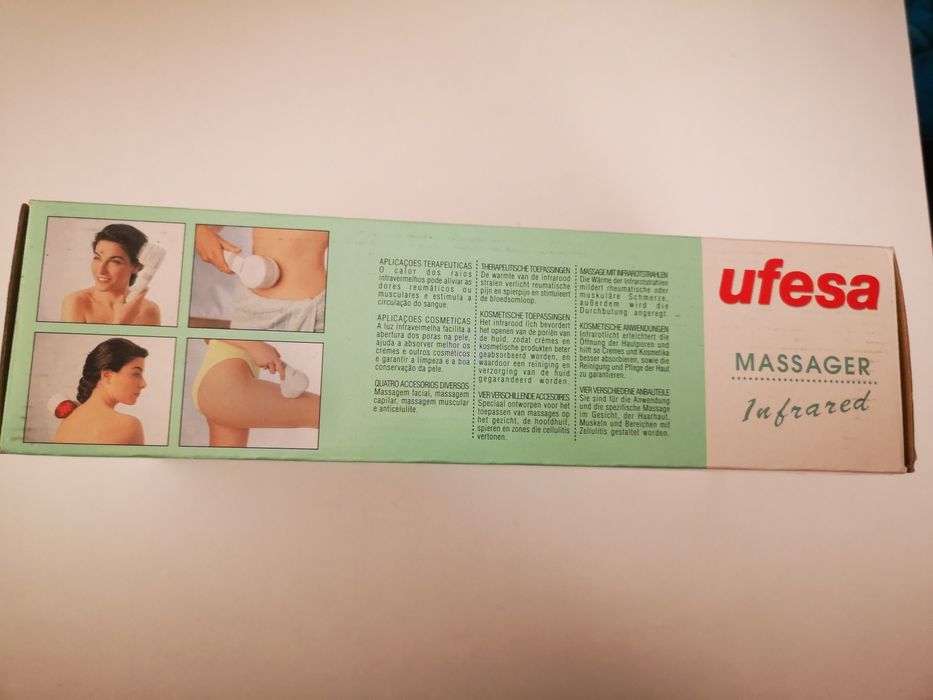 APLICAÇOES TERAPEUTICAS
O calor dos raios
infravermelhos pode aliviar as
dores reumáticos ou
musculares e estimula a
circulação do sangue.
APLICAÇOES COSMETICAS
A luz infravermelha facilita a
abertura dos poras na pele,
ajuda a absorver melhor os
cremes e outros cosméticos
e garantir a limpeza e a boa
conservação da pele.
QUATRO ACCESORIOS DIVERSOS
Massagem facial, massagem
capilar, massagem muscular
e anticelulite.
THERAPEUTISCHE TOEPASSINGEN
De warmte van de infarood
stralen verlicht reumatische
pijn en spierpijn en stimuleert
de bloedsomloop.
KOSMETISCHE TOEPASSINGEN
Het infrarood lich bevordert
het openen van de poriën van
de huid, zodat crèmes en
kosmetische produkten beter
geabsorbeerd worden, en
waardoor een reiniging en
verzorging van de huid
gegarandeerd worden.
VIER VERSCHILLENDE ACCESOIRES
Speciaal ontworpen voor het
toepassen van massages op
het gezicht, de hoofdhuit,
spieren en zones die cellulitis
vertonen.
MASSAGE MIT INFRAROTSTRAHLEN
Die Wärme der Infrarotstrahlen
mildert rheumatische oder
muskuläre Schmerze,
außerdem wird die
Durchbutung angeregt.
KOSMETISCHE ANWENDUNGEN
Infrarotlicht erleichtert die
Öffnung der Hautporen und
hilft so Cremes und Kosmetika
besser absorbieren, sowie die
Reinigung und Pflege der Haut
zu garantieren.
VIER VERSCHIEDENE ANBAUTEILE
Sie sind für die Anwendung
und die spezifische Massage
im Gesicht, der Haarhaut,
Muskeln und Bereichen mit
Zellulitis gestaltet worden.
ufesa
MASSAGER
Infrared